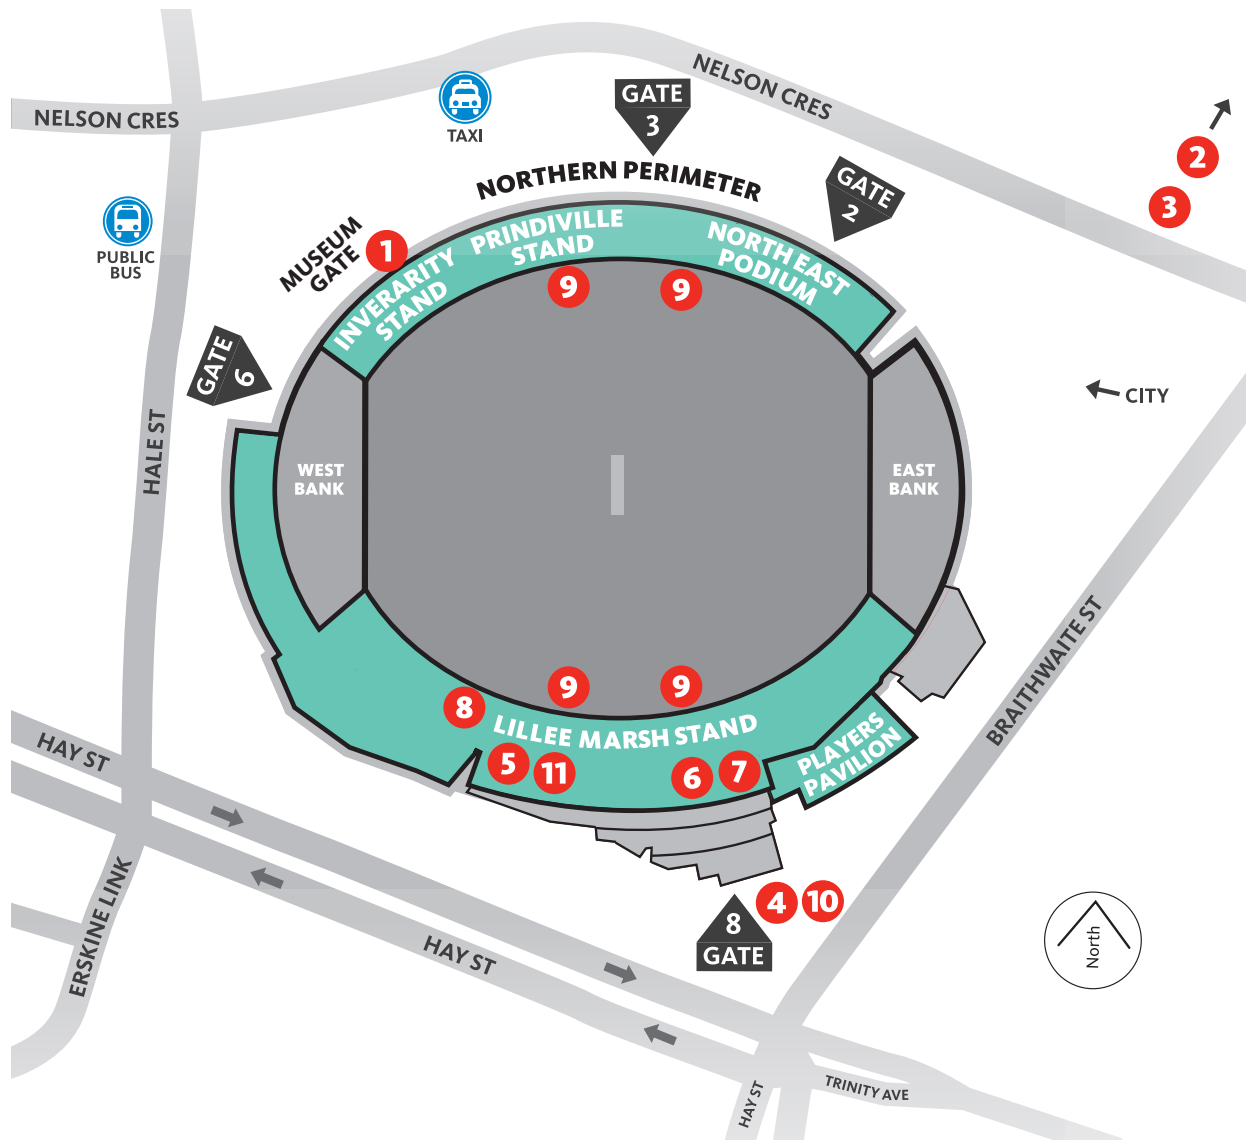 NELSON CRES
NELSON CRES
TAXI
GATE
3
2
3
NORTHERN PERIMETER
GATE
2
PUBLIC
BUS
MUSEUM
GATE
1
INVERARITY
STAND
PRINDIVILLE
STAND
NORTH EAST
PODIUM
9
9
GATE
6
CITY
HALE ST
WEST
BANK
EAST
BANK
BRAITHWAITE ST
9
9
8
LILLEE MARSH STAND
5
11
6
7
PLAYERS
PAVILION
HAY ST
4
10
8
GATE
ERSKINE LINK
HAY ST
North
HAY ST
TRINITY AVE